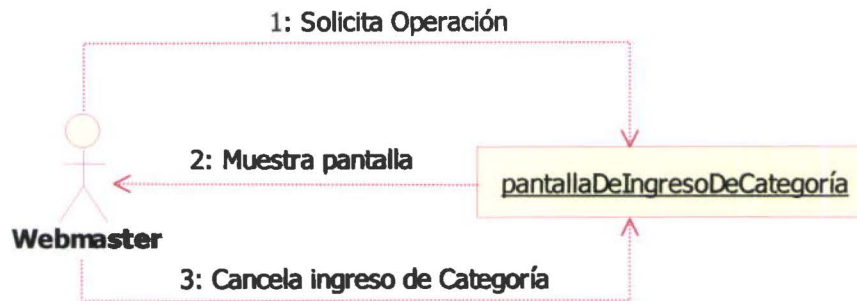 1: Solicita Operación
2: Muestra pantalla
pantallaDeIngresoDeCategoría
Webmaster
3: Cancela ingreso de Categoría